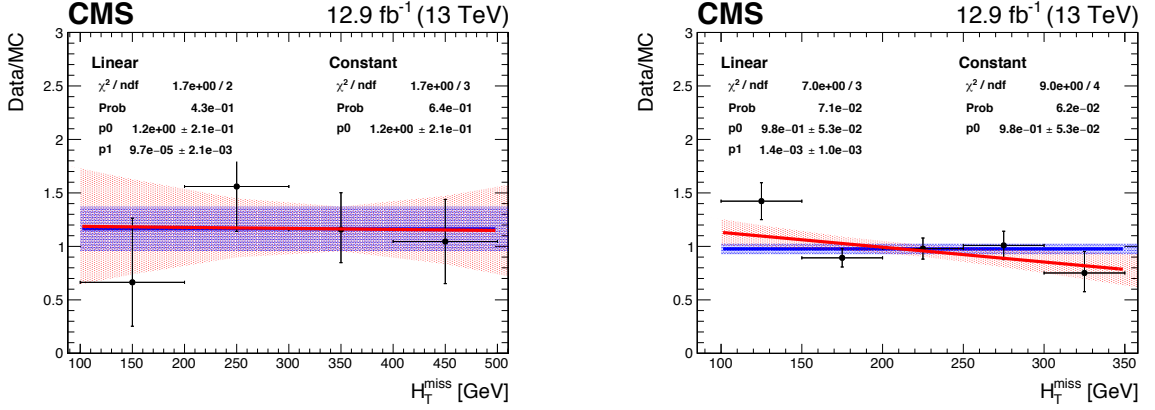 CMS 12.9 fb⁻¹ (13 TeV)
Data/MC
3
2.5
2
1.5
1
0.5
0
Linear Constant
χ² / ndf 1.7e+00 / 2 χ² / ndf 1.7e+00 / 3
Prob 4.3e−01 Prob 6.4e−01
p0 1.2e+00 ± 2.1e−01 p0 1.2e+00 ± 2.1e−01
p1 9.7e−05 ± 2.1e−03
100 150 200 250 300 350 400 450 500
H_T^miss [GeV]
CMS 12.9 fb⁻¹ (13 TeV)
Data/MC
3
2.5
2
1.5
1
0.5
0
Linear Constant
χ² / ndf 7.0e+00 / 3 χ² / ndf 9.0e+00 / 4
Prob 7.1e−02 Prob 6.2e−02
p0 9.8e−01 ± 5.3e−02 p0 9.8e−01 ± 5.3e−02
p1 1.4e−03 ± 1.0e−03
100 150 200 250 300 350
H_T^miss [GeV]